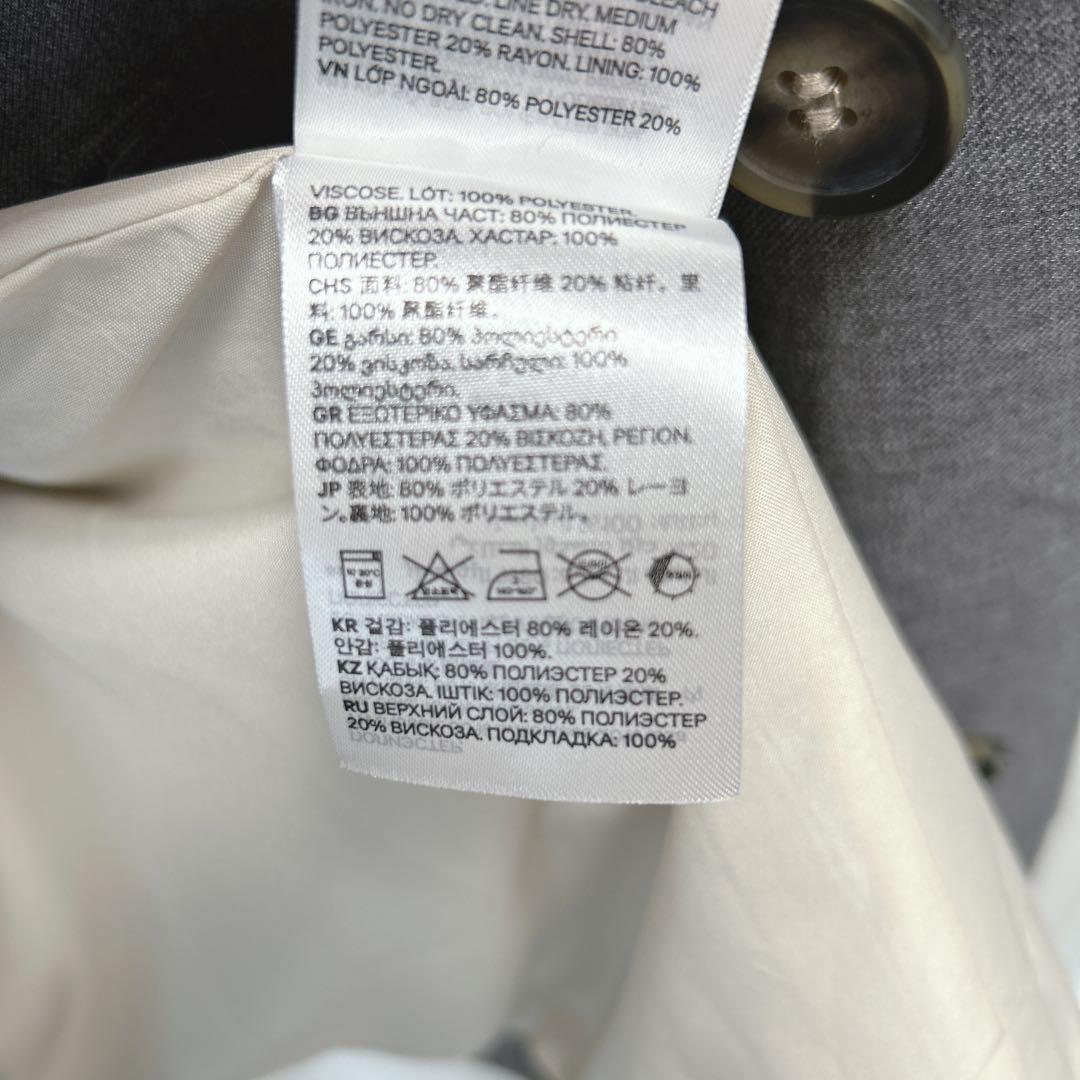 BLEACH
LINE DRY. MEDIUM
IRON. NO DRY CLEAN. SHELL: 80%
POLYESTER 20% RAYON. LINING: 100%
POLYESTER.
VN LỚP NGOÀI: 80% POLYESTER 20%
VISCOSE. LÓT: 100% POLYESTER.
BG ВЪНШНА ЧАСТ: 80% ПОЛИЕСТЕР
20% ВИСКОЗА. ХАСТАР: 100%
ПОЛИЕСТЕР.
CHS 面料: 80% 聚酯纤维 20% 粘纤。里
料: 100% 聚酯纤维。
GE გარსი: 80% პოლიესტერი
20% ვისკოზა. სარჩული: 100%
პოლიესტერი.
GR ΕΞΩΤΕΡΙΚΟ ΥΦΑΣΜΑ: 80%
ΠΟΛΥΕΣΤΕΡΑΣ 20% ΒΙΣΚΟΖΗ, ΡΕΓΙΟΝ.
ΦΟΔΡΑ: 100% ΠΟΛΥΕΣΤΕΡΑΣ.
JP 表地: 80% ポリエステル 20% レーヨ
ン。裏地: 100% ポリエステル。
KR 겉감: 폴리에스터 80% 레이온 20%.
안감: 폴리에스터 100%.
KZ ҚАБЫҚ: 80% ПОЛИЭСТЕР 20%
ВИСКОЗА. ІШТІК: 100% ПОЛИЭСТЕР.
RU ВЕРХНИЙ СЛОЙ: 80% ПОЛИЭСТЕР
20% ВИСКОЗА. ПОДКЛАДКА: 100%